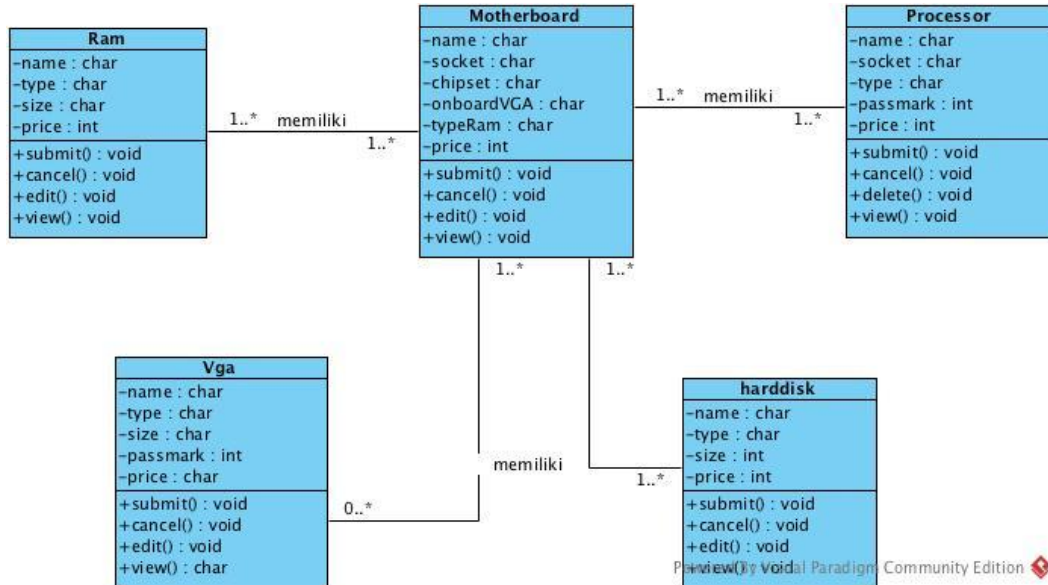 Ram
-name : char
-type : char
-size : char
-price : int
+submit() : void
+cancel() : void
+edit() : void
+view() : void
1..* memiliki
1..*
Motherboard
-name : char
-socket : char
-chipset : char
-onboardVGA : char
-typeRam : char
-price : int
+submit() : void
+cancel() : void
+edit() : void
+view() : void
1..* memiliki
1..*
Processor
-name : char
-socket : char
-type : char
-passmark : int
-price : int
+submit() : void
+cancel() : void
+delete() : void
+view() : void
1..*
1..*
Vga
-name : char
-type : char
-size : char
-passmark : int
-price : char
+submit() : void
+cancel() : void
+edit() : void
+view() : char
memiliki
0..*
1..*
harddisk
-name : char
-type : char
-size : int
-price : int
+submit() : void
+cancel() : void
+edit() : void
+view() : void
Powered By Visual Paradigm Community Edition